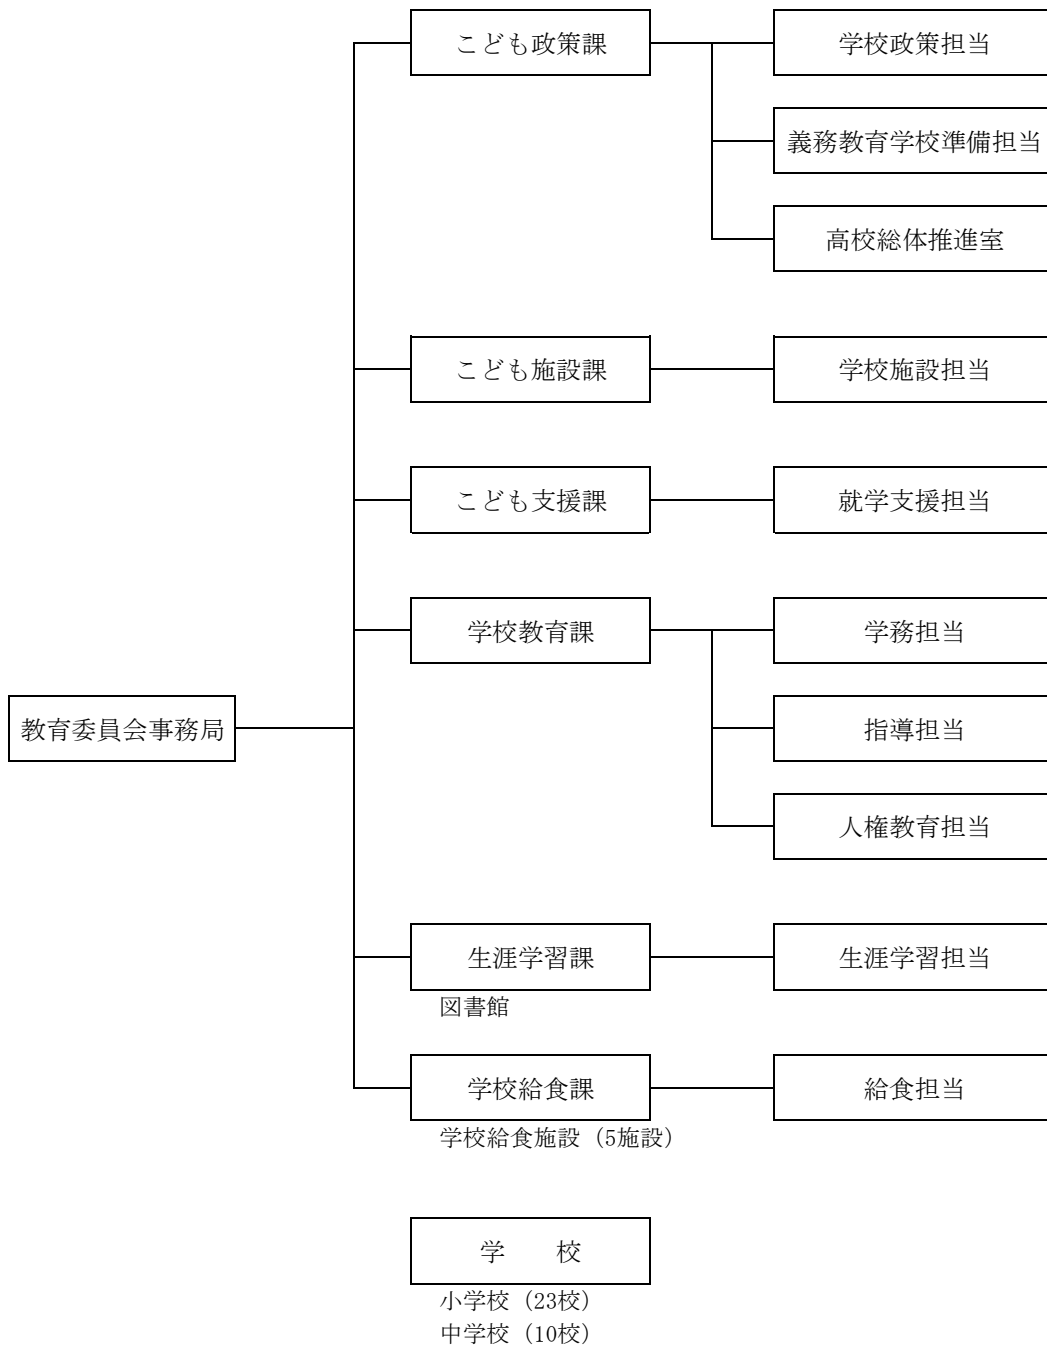 こども政策課
学校政策担当
義務教育学校準備担当
高校総体推進室
こども施設課
学校施設担当
こども支援課
就学支援担当
学校教育課
学務担当
教育委員会事務局
指導担当
人権教育担当
生涯学習課
生涯学習担当
図書館
学校給食課
給食担当
学校給食施設（5施設）
学　　校
小学校（23校）
中学校（10校）